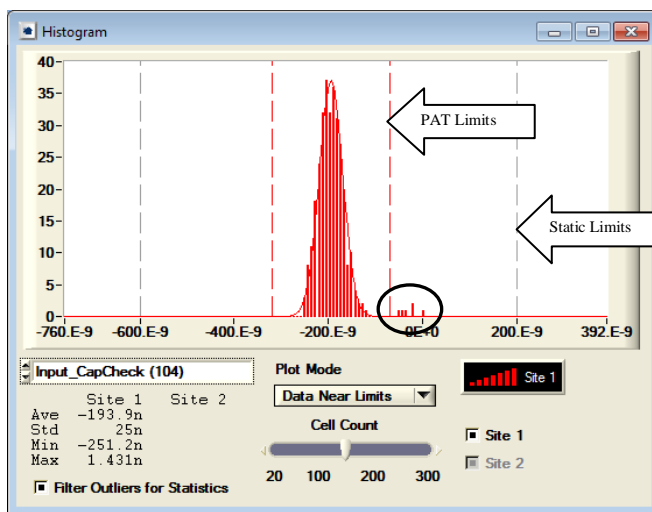 Histogram
40
35
30
25
20
15
10
5
0
PAT Limits
Static Limits
-760.E-9 -600.E-9 -400.E-9 -200.E-9 0E+0 200.E-9 392.E-9
Input_CapCheck (104)
Site 1 Site 2
Ave -193.9n
Std 25n
Min -251.2n
Max 1.431n
Filter Outliers for Statistics
Plot Mode
Data Near Limits
Cell Count
20 100 200 300
Site 1
Site 1
Site 2